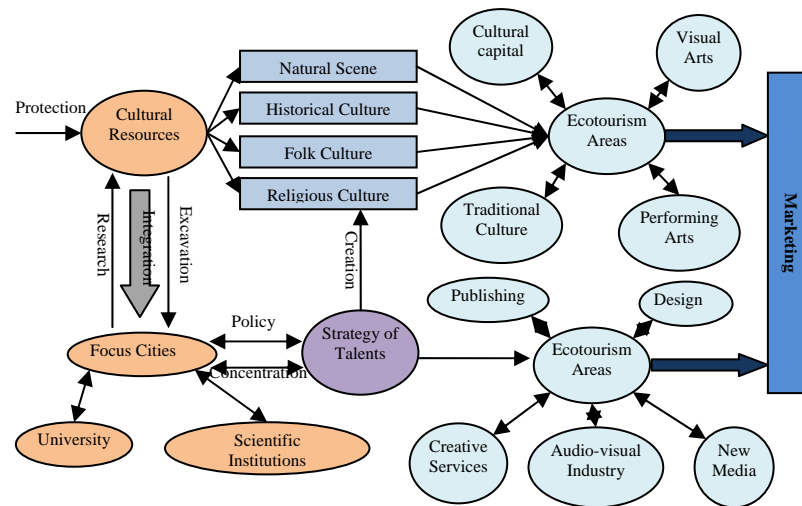 Protection
Cultural
Resources
Natural Scene
Historical Culture
Folk Culture
Religious Culture
Cultural
capital
Visual
Arts
Ecotourism
Areas
Traditional
Culture
Performing
Arts
Marketing
Research
Integration
Excavation
Creation
Focus Cities
Policy
Concentration
Strategy of
Talents
University
Scientific
Institutions
Publishing
Design
Ecotourism
Areas
Creative
Services
Audio-visual
Industry
New
Media